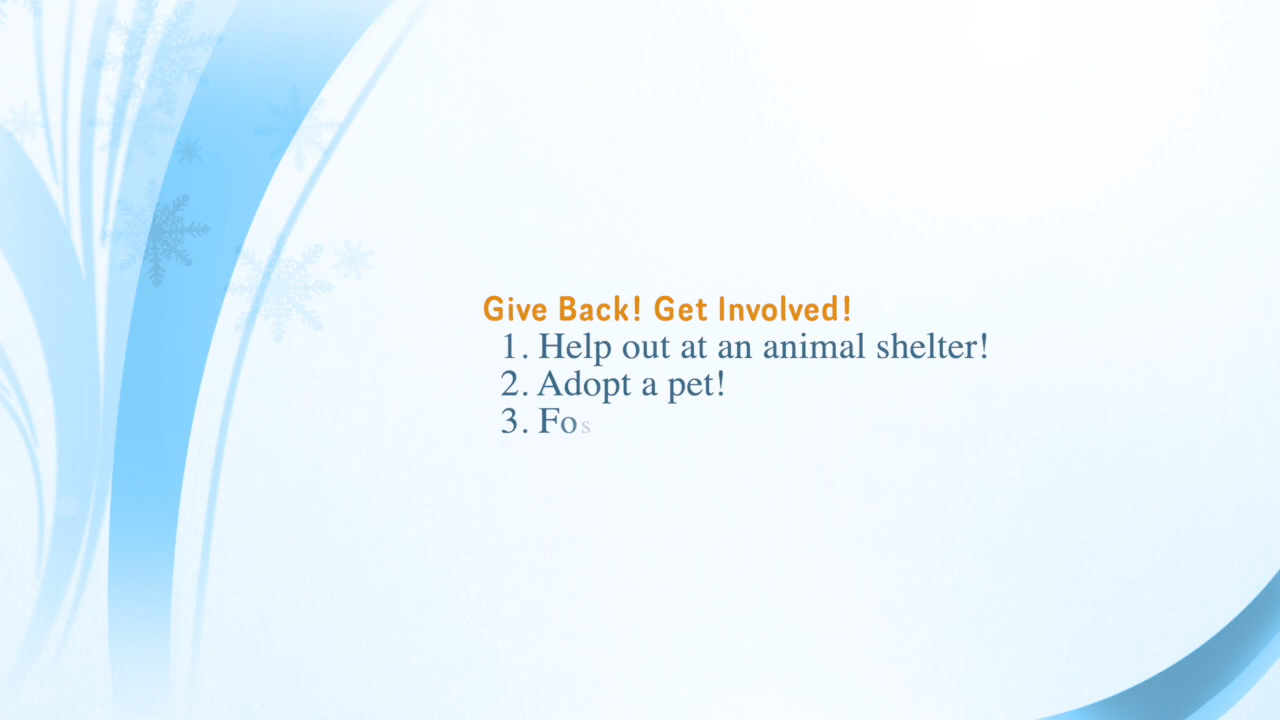 Give Back! Get Involved!
1. Help out at an animal shelter!
2. Adopt a pet!
3. Fos